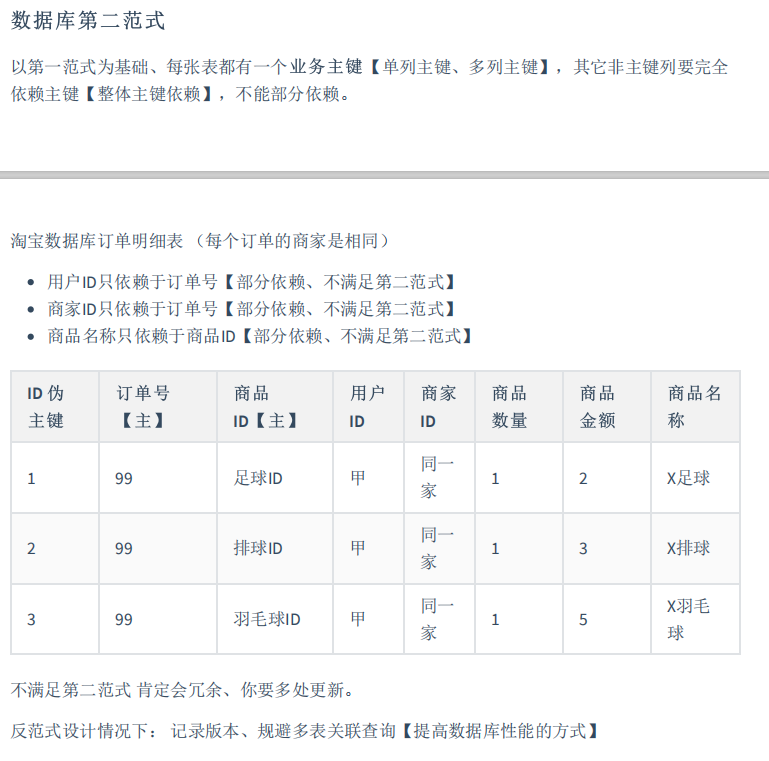 数据库第二范式
以第一范式为基础、每张表都有一个业务主键【单列主键、多列主键】，其它非主键列要完全
依赖主键【整体主键依赖】，不能部分依赖。
淘宝数据库订单明细表 （每个订单的商家是相同）
用户ID只依赖于订单号【部分依赖、不满足第二范式】
商家ID只依赖于订单号【部分依赖、不满足第二范式】
商品名称只依赖于商品ID【部分依赖、不满足第二范式】
ID 伪 订单号 商品 用户 商家 商品 商品 商品名
主键 【主】 ID【主】 ID ID 数量 金额 称
1 99 足球ID 甲 同一家 1 2 X足球
2 99 排球ID 甲 同一家 1 3 X排球
3 99 羽毛球ID 甲 同一家 1 5 X羽毛球
不满足第二范式 肯定会冗余、你要多处更新。
反范式设计情况下： 记录版本、规避多表关联查询【提高数据库性能的方式】